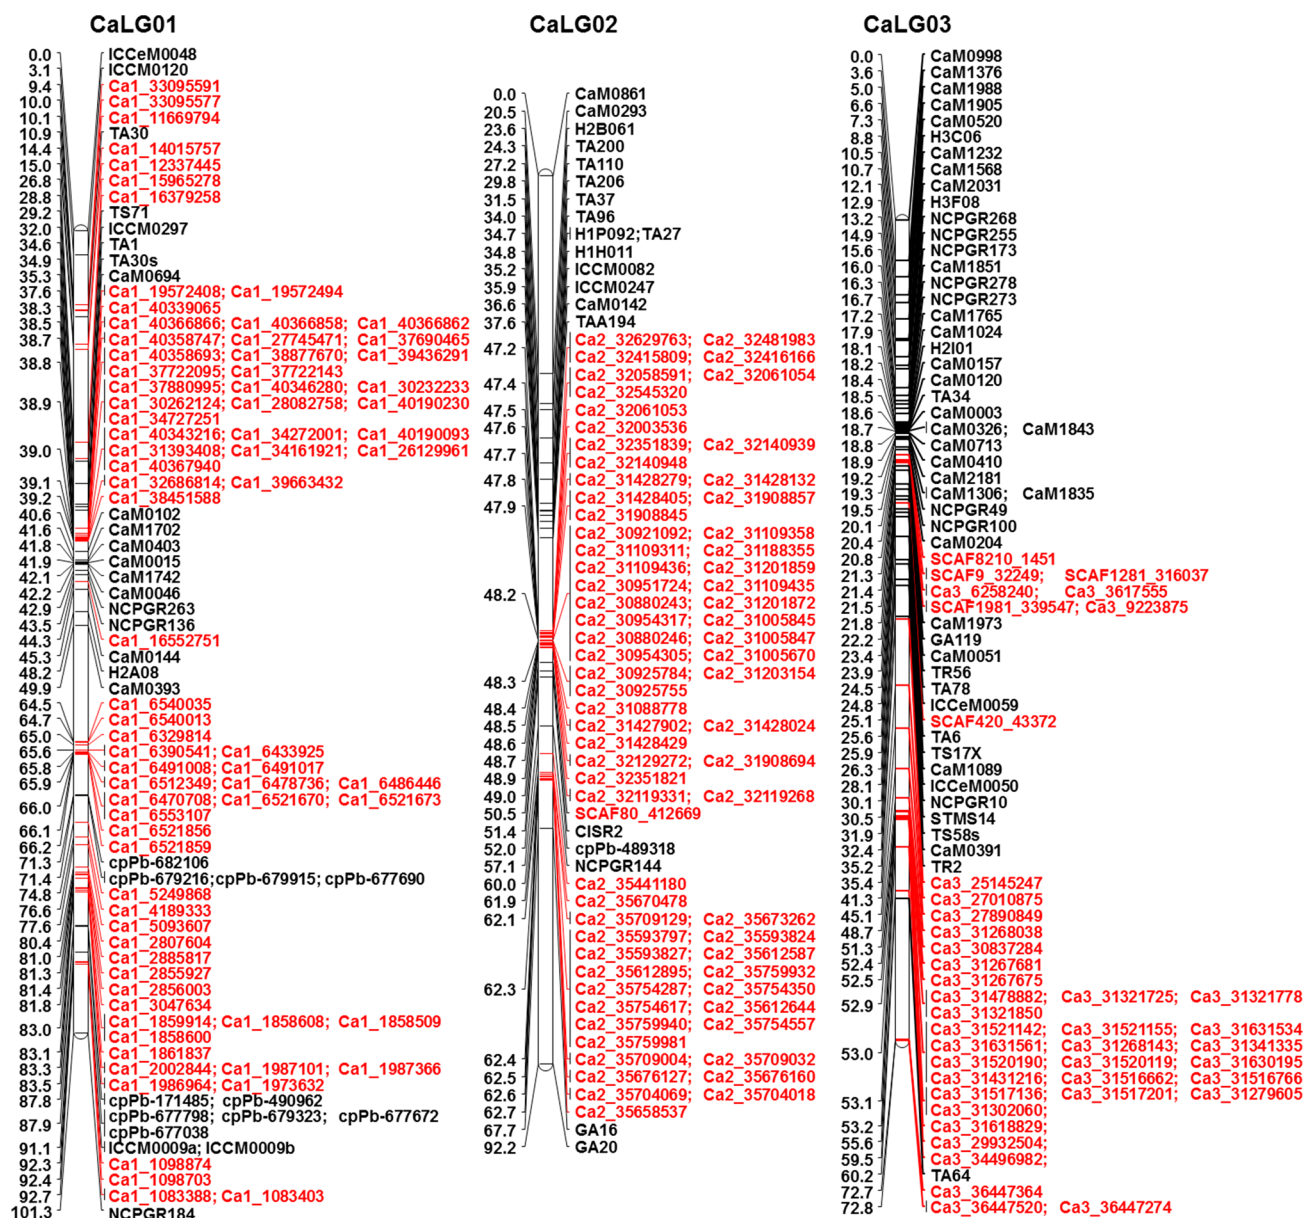 CaLG01
0.0 ICCeM0048
3.1 ICCM0120
9.4 Ca1_33095591
10.0 Ca1_33095577
10.1 Ca1_11669794
10.9 TA30
14.4 Ca1_14015757
15.0 Ca1_12337445
26.8 Ca1_15965278
28.8 Ca1_16379258
29.2 TS71
32.0 ICCM0297
34.6 TA1
34.9 TA30s
35.3 CaM0694
37.6 Ca1_19572408; Ca1_19572494
38.3 Ca1_40339065
38.5 Ca1_40366866; Ca1_40366858; Ca1_40366862
38.7 Ca1_40358747; Ca1_27745471; Ca1_37690465
Ca1_40358693; Ca1_38877670; Ca1_39436291
38.8
Ca1_37722095; Ca1_37722143
Ca1_37880995; Ca1_40346280; Ca1_30232233
38.9 Ca1_30262124; Ca1_28082758; Ca1_40190230
Ca1_34727251
Ca1_40343216; Ca1_34272001; Ca1_40190093
39.0 Ca1_31393408; Ca1_34161921; Ca1_26129961
Ca1_40367940
39.1 Ca1_32686814; Ca1_39663432
39.2 Ca1_38451588
40.6 CaM0102
41.6 CaM1702
41.8 CaM0403
41.9 CaM0015
42.1 CaM1742
42.2 CaM0046
42.9 NCPGR263
43.5 NCPGR136
44.3 Ca1_16552751
45.3 CaM0144
48.2 H2A08
49.9 CaM0393
64.5 Ca1_6540035
64.7 Ca1_6540013
65.0 Ca1_6329814
65.6 Ca1_6390541; Ca1_6433925
65.8 Ca1_6491008; Ca1_6491017
65.9 Ca1_6512349; Ca1_6478736; Ca1_6486446
66.0 Ca1_6470708; Ca1_6521670; Ca1_6521673
Ca1_6553107
66.1 Ca1_6521856
66.2 Ca1_6521859
71.3 cpPb-682106
71.4 cpPb-679216;cpPb-679915; cpPb-677690
74.8 Ca1_5249868
76.6 Ca1_4189333
77.6 Ca1_5093607
80.4 Ca1_2807604
81.0 Ca1_2885817
81.3 Ca1_2855927
81.4 Ca1_2856003
81.8 Ca1_3047634
83.0 Ca1_1859914; Ca1_1858608; Ca1_1858509
Ca1_1858600
83.1 Ca1_1861837
83.3 Ca1_2002844; Ca1_1987101; Ca1_1987366
83.5 Ca1_1986964; Ca1_1973632
87.8 cpPb-171485; cpPb-490962
87.9 cpPb-677798; cpPb-679323; cpPb-677672
cpPb-677038
91.1 ICCM0009a; ICCM0009b
92.3 Ca1_1098874
92.4 Ca1_1098703
92.7 Ca1_1083388; Ca1_1083403
101.3 NCPGR184
CaLG02
0.0 CaM0861
20.5 CaM0293
23.6 H2B061
24.3 TA200
27.2 TA110
29.8 TA206
31.5 TA37
34.0 TA96
34.7 H1P092;TA27
34.8 H1H011
35.2 ICCM0082
35.9 ICCM0247
36.6 CaM0142
37.6 TAA194
47.2 Ca2_32629763; Ca2_32481983
Ca2_32415809; Ca2_32416166
47.4 Ca2_32058591; Ca2_32061054
Ca2_32545320
47.5 Ca2_32061053
47.6 Ca2_32003536
47.7 Ca2_32351839; Ca2_32140939
Ca2_32140948
47.8 Ca2_31428279; Ca2_31428132
47.9 Ca2_31428405; Ca2_31908857
Ca2_31908845
Ca2_30921092; Ca2_31109358
Ca2_31109311; Ca2_31188355
Ca2_31109436; Ca2_31201859
Ca2_30951724; Ca2_31109435
48.2 Ca2_30880243; Ca2_31201872
Ca2_30954317; Ca2_31005845
Ca2_30880246; Ca2_31005847
Ca2_30954305; Ca2_31005670
48.3 Ca2_30925784; Ca2_31203154
Ca2_30925755
48.4 Ca2_31088778
48.5 Ca2_31427902; Ca2_31428024
48.6 Ca2_31428429
48.7 Ca2_32129272; Ca2_31908694
48.9 Ca2_32351821
49.0 Ca2_32119331; Ca2_32119268
50.5 SCAF80_412669
51.4 CISR2
52.0 cpPb-489318
57.1 NCPGR144
60.0 Ca2_35441180
61.9 Ca2_35670478
62.1 Ca2_35709129; Ca2_35673262
Ca2_35593797; Ca2_35593824
Ca2_35593827; Ca2_35612587
Ca2_35612895; Ca2_35759932
62.3 Ca2_35754287; Ca2_35754350
Ca2_35754617; Ca2_35612644
Ca2_35759940; Ca2_35754557
Ca2_35759981
62.4 Ca2_35709004; Ca2_35709032
62.5 Ca2_35676127; Ca2_35676160
62.6 Ca2_35704069; Ca2_35704018
62.7 Ca2_35658537
67.7 GA16
92.2 GA20
CaLG03
0.0 CaM0998
3.6 CaM1376
5.0 CaM1988
6.6 CaM1905
7.3 CaM0520
8.8 H3C06
10.5 CaM1232
10.7 CaM1568
12.1 CaM2031
12.9 H3F08
13.2 NCPGR268
14.9 NCPGR255
15.6 NCPGR173
16.0 CaM1851
16.3 NCPGR278
16.7 NCPGR273
17.2 CaM1765
17.9 CaM1024
18.1 H2I01
18.2 CaM0157
18.4 CaM0120
18.5 TA34
18.6 CaM0003
18.7 CaM0326; CaM1843
18.8 CaM0713
18.9 CaM0410
19.2 CaM2181
19.3 CaM1306; CaM1835
19.5 NCPGR49
20.1 NCPGR100
20.4 CaM0204
20.8 SCAF8210_1451
21.3 SCAF9_32249; SCAF1281_316037
21.4 Ca3_6258240; Ca3_3617555
21.5 SCAF1981_339547; Ca3_9223875
21.8 CaM1973
22.2 GA119
23.4 CaM0051
23.9 TR56
24.5 TA78
24.8 ICCeM0059
25.1 SCAF420_43372
25.6 TA6
25.9 TS17X
26.3 CaM1089
28.1 ICCeM0050
30.1 NCPGR10
30.5 STMS14
31.9 TS58s
32.4 CaM0391
35.2 TR2
35.4 Ca3_25145247
41.3 Ca3_27010875
45.1 Ca3_27890849
48.7 Ca3_31268038
51.3 Ca3_30837284
52.4 Ca3_31267681
52.5 Ca3_31267675
52.9 Ca3_31478882; Ca3_31321725; Ca3_31321778
Ca3_31321850
Ca3_31521142; Ca3_31521155; Ca3_31631534
53.0 Ca3_31631561; Ca3_31268143; Ca3_31341335
Ca3_31520190; Ca3_31520119; Ca3_31630195
Ca3_31431216; Ca3_31516662; Ca3_31516766
Ca3_31517136; Ca3_31517201; Ca3_31279605
53.1 Ca3_31302060;
53.2 Ca3_31618829;
55.6 Ca3_29932504;
59.5 Ca3_34496982;
60.2 TA64
72.7 Ca3_36447364
72.8 Ca3_36447520; Ca3_36447274